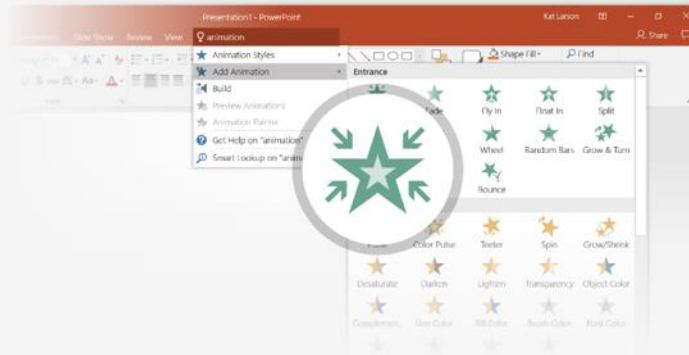 Presentation1 - PowerPoint
Kat Larson
Slide Show Review View
animation
Share
Animation Styles
Shape Fill
Find
Add Animation
Entrance
Build
Preview Animations
Fade Fly In Float In Split
Animation Painter
Get Help on "animation"
Wheel Random Bars Grow & Turn
Smart Lookup on
Bounce
Color Pulse Teeter Spin Grow/Shrink
Desaturate Darken Lighten Transparency Object Color
Line Color Fill Color Brush Color Font Color